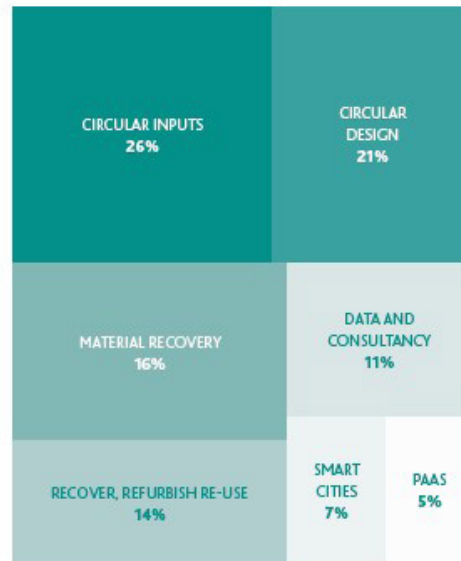 CIRCULAR INPUTS
26%
CIRCULAR
DESIGN
21%
MATERIAL RECOVERY
16%
DATA AND
CONSULTANCY
11%
RECOVER, REFURBISH RE-USE
14%
SMART
CITIES
7%
PAAS
5%